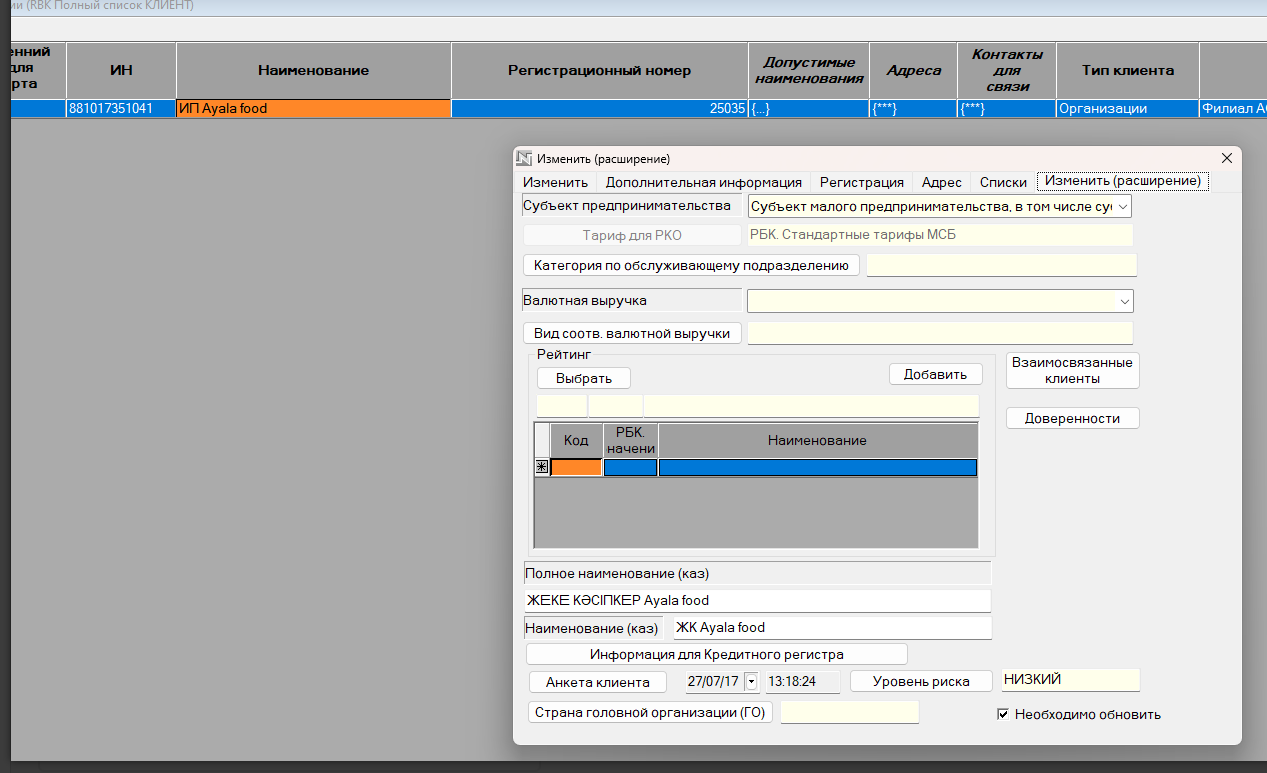 ии (RBK Полный список КЛИЕНТ)
енний
для
рта
ИН
Наименование
Регистрационный номер
Допустимые
наименования
Адреса
Контакты
для
связи
Тип клиента
881017351041
ИП Ayala food
25035
{...}
{***}
{***}
Организации
Филиал АО
Изменить (расширение)
Изменить
Дополнительная информация
Регистрация
Адрес
Списки
Изменить (расширение)
Субъект предпринимательства
Субъект малого предпринимательства, в том числе су
Тариф для РКО
РБК. Стандартные тарифы МСБ
Категория по обслуживающему подразделению
Валютная выручка
Вид соотв. валютной выручки
Рейтинг
Выбрать
Добавить
Взаимосвязанные
клиенты
Доверенности
Код
РБК.
начени
Наименование
Полное наименование (каз)
ЖЕКЕ КӘСІПКЕР Ayala food
Наименование (каз)
ЖК Ayala food
Информация для Кредитного регистра
Анкета клиента
27/07/17
13:18:24
Уровень риска
НИЗКИЙ
Страна головной организации (ГО)
Необходимо обновить